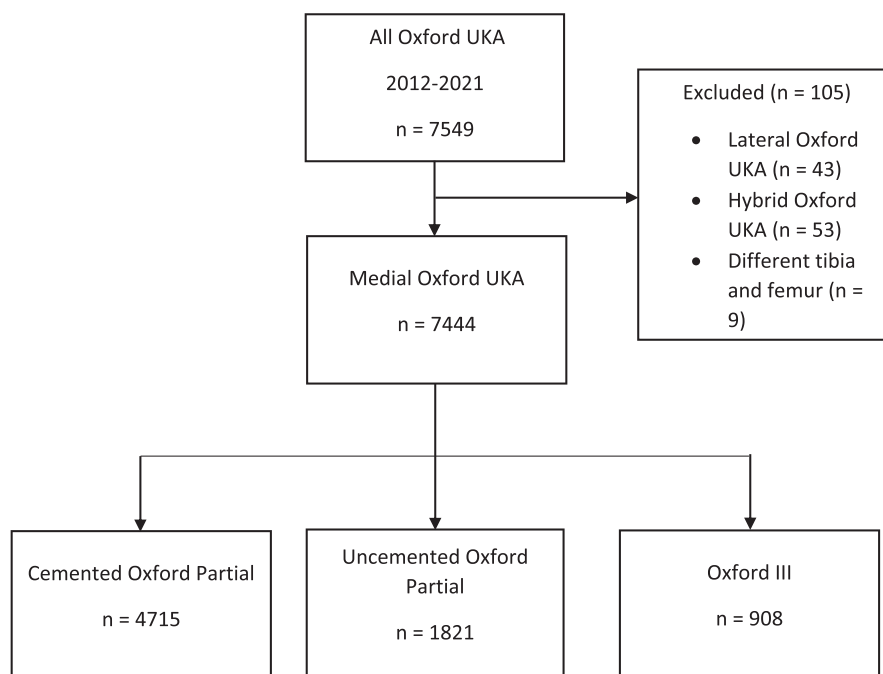 All Oxford UKA
2012-2021
n = 7549
Excluded (n = 105)
• Lateral Oxford
UKA (n = 43)
• Hybrid Oxford
UKA (n = 53)
• Different tibia
and femur (n =
9)
Medial Oxford UKA
n = 7444
Cemented Oxford Partial
n = 4715
Uncemented Oxford
Partial
n = 1821
Oxford III
n = 908